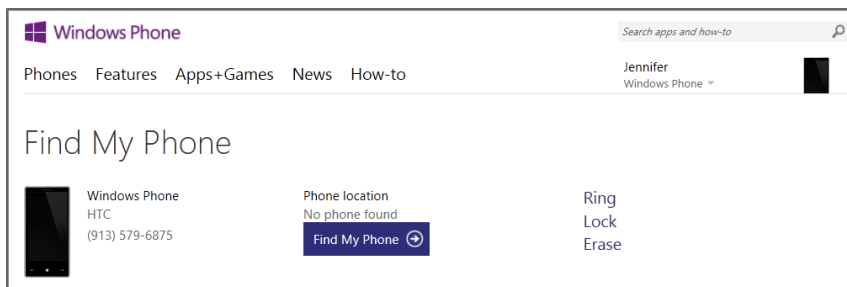 Windows Phone
Search apps and how-to
Phones Features Apps+Games News How-to
Jennifer
Windows Phone
Find My Phone
Windows Phone
HTC
(913) 579-6875
Phone location
No phone found
Find My Phone
Ring
Lock
Erase